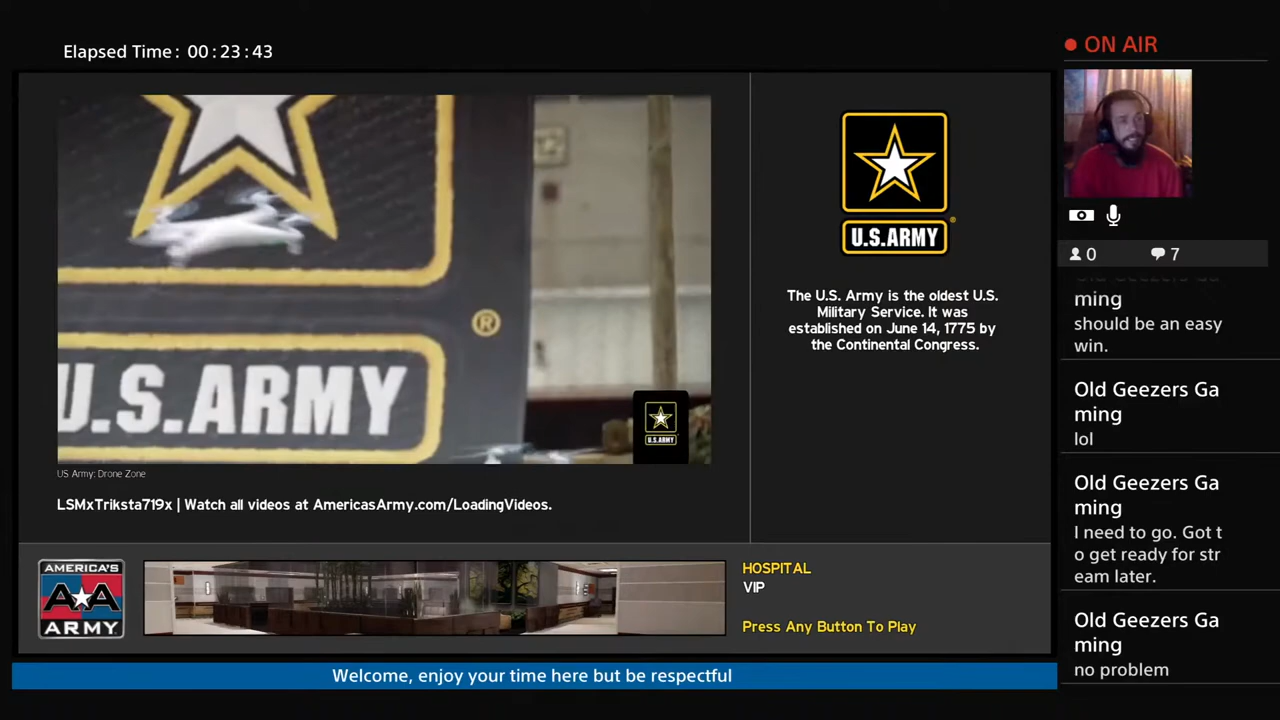 Elapsed Time: 00:23:43
ON AIR
U.S.ARMY
®
U.S.ARMY
US Army: Drone Zone
LSMxTriksta719x | Watch all videos at AmericasArmy.com/LoadingVideos.
U.S.ARMY
®
The U.S. Army is the oldest U.S.
Military Service. It was
established on June 14, 1775 by
the Continental Congress.
AMERICA'S
AA
ARMY
HOSPITAL
VIP
Press Any Button To Play
Welcome, enjoy your time here but be respectful
0 7
Old Geezers Ga
ming
should be an easy
win.
Old Geezers Ga
ming
lol
Old Geezers Ga
ming
I need to go. Got t
o get ready for str
eam later.
Old Geezers Ga
ming
no problem